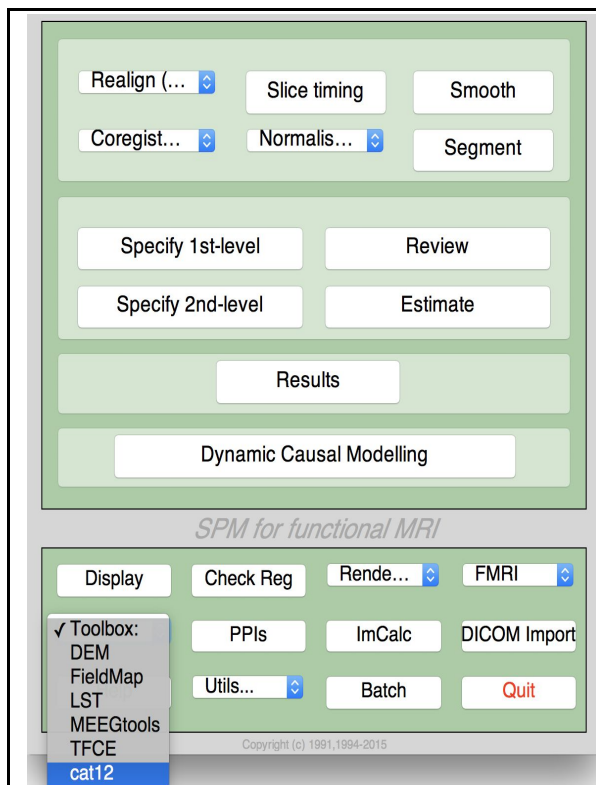 Realign (... Slice timing Smooth
Coregist... Normalis... Segment
Specify 1st-level Review
Specify 2nd-level Estimate
Results
Dynamic Causal Modelling
SPM for functional MRI
Display Check Reg Rende... FMRI
✓ Toolbox: PPIs ImCalc DICOM Import
DEM
FieldMap
LST Utils... Batch Quit
MEEGtools
TFCE
cat12
Copyright (c) 1991,1994-2015